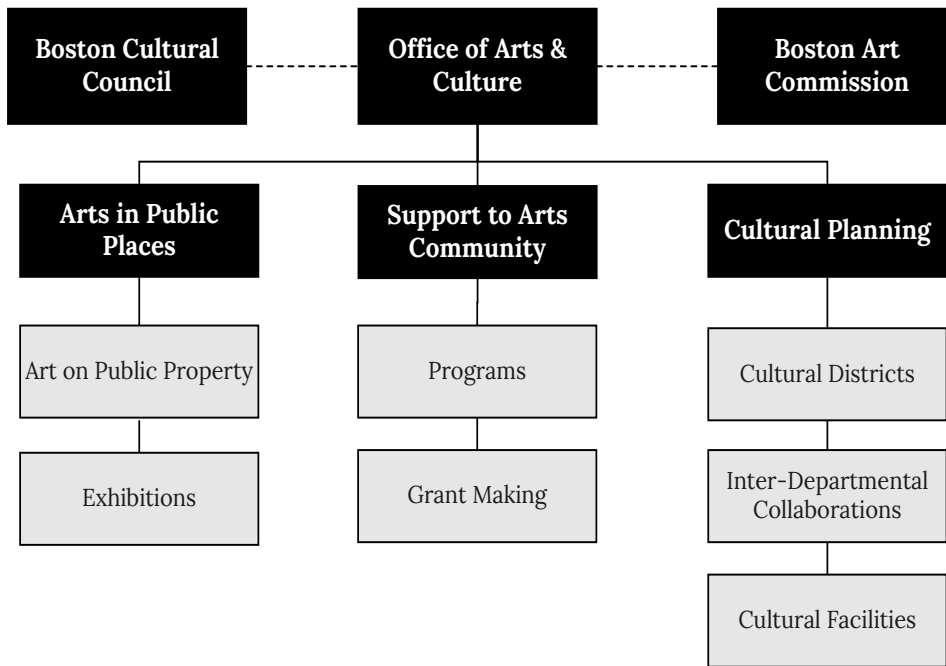 Boston Cultural
Council
Office of Arts &
Culture
Boston Art
Commission
Arts in Public
Places
Support to Arts
Community
Cultural Planning
Art on Public Property
Programs
Cultural Districts
Exhibitions
Grant Making
Inter-Departmental
Collaborations
Cultural Facilities